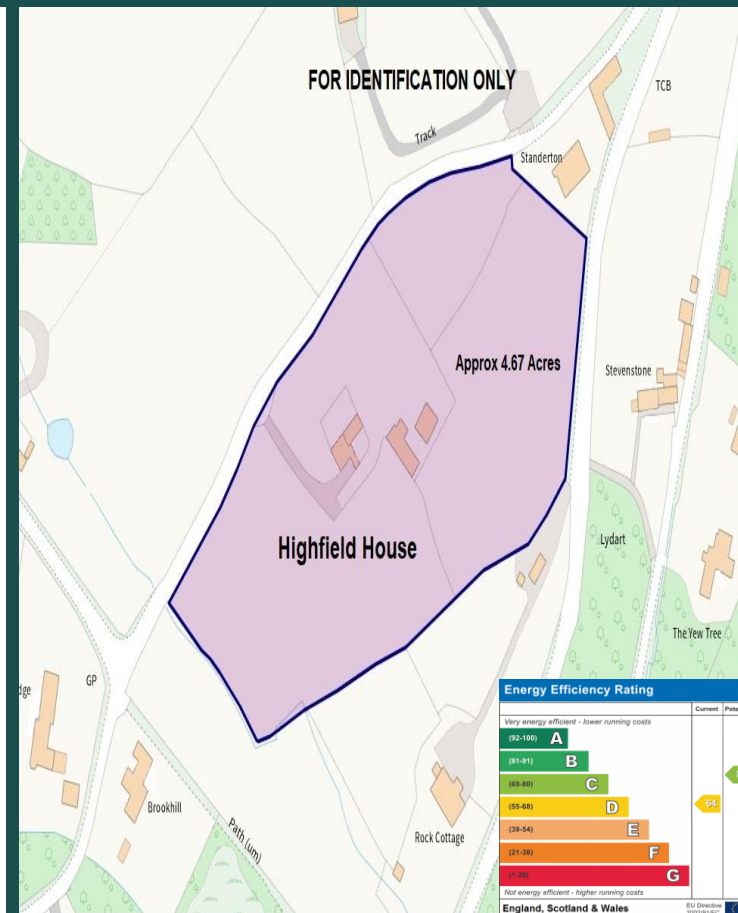 FOR IDENTIFICATION ONLY
TCB
Track
Standerton
Approx 4.67 Acres
Stevenstone
Highfield House
Lydart
The Yew Tree
GP
Brookhill
Path (um)
Rock Cottage
Energy Efficiency Rating
Current
Very energy efficient - lower running costs
(92-100) A
(81-91) B
(69-80) C
(55-68) D
64
(39-54) E
(21-38) F
(1-20) G
Not energy efficient - higher running costs
England, Scotland & Wales
EU Directive
2002/91/EC